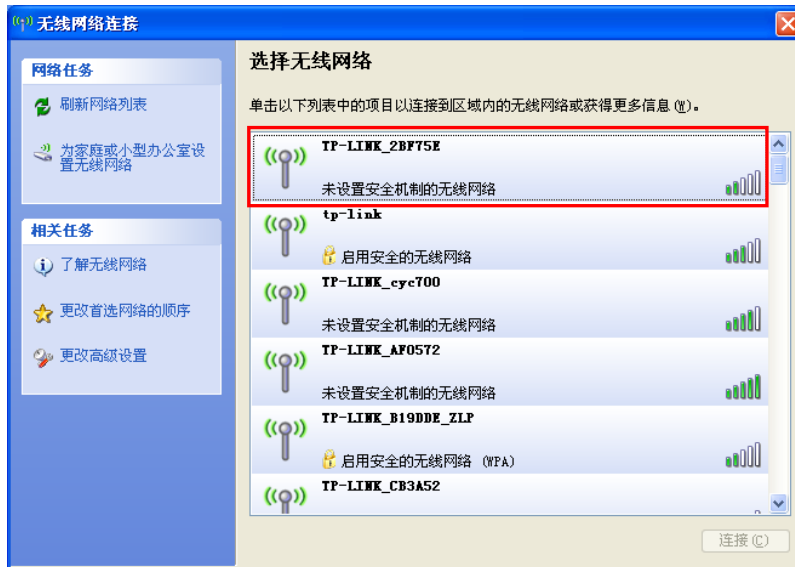 无线网络连接
网络任务
刷新网络列表
为家庭或小型办公室设
置无线网络
相关任务
了解无线网络
更改首选网络的顺序
更改高级设置
选择无线网络
单击以下列表中的项目以连接到区域内的无线网络或获得更多信息(W)。
TP-LINK_2BF75E
未设置安全机制的无线网络
tp-link
启用安全的无线网络
TP-LINK_cyc700
未设置安全机制的无线网络
TP-LINK_AF0572
未设置安全机制的无线网络
TP-LINK_B19DDE_ZLP
启用安全的无线网络 (WPA)
TP-LINK_CB3A52
连接(C)